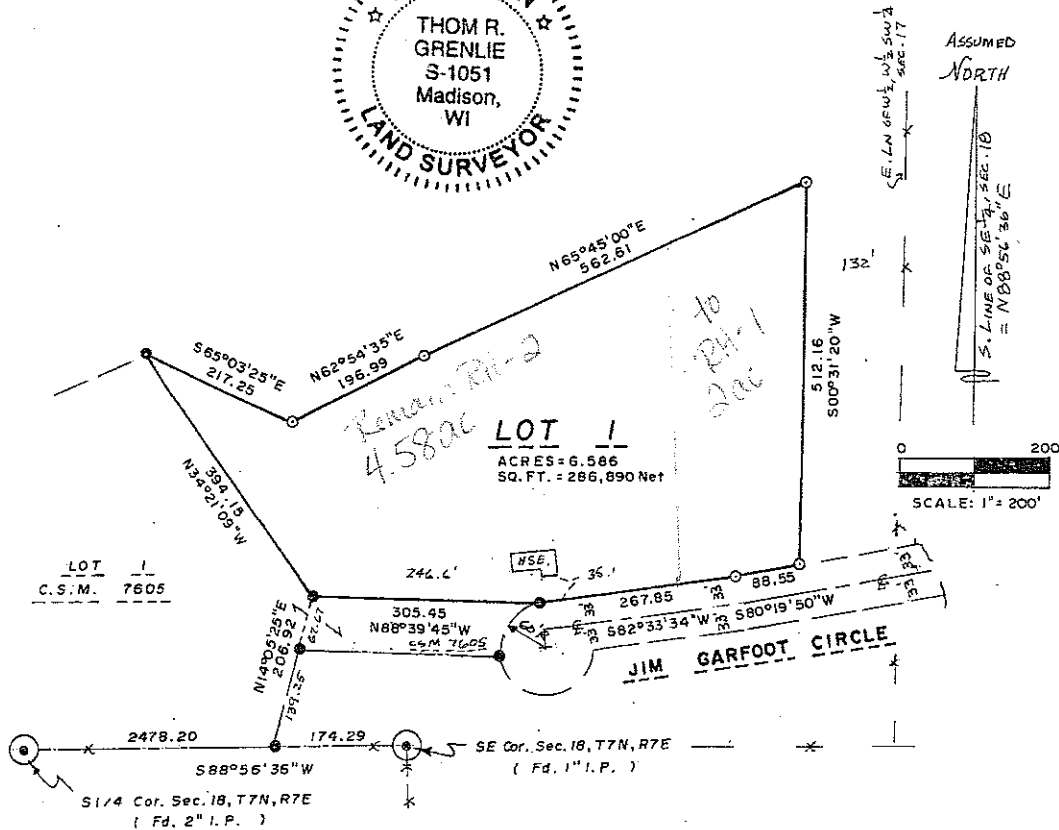 THOM R.
GRENLIE
S-1051
Madison,
WI
LAND SURVEYOR
E. LN OF W½, W½ SW¼
SEC. 17
ASSUMED
NORTH
S. LINE OF SE¼, SEC. 18
= N88°56'36"E
N65°45'00"E
562.61
132'
S65°03'25"E
217.25
N62°54'35"E
196.99
512.16
S00°31'20"W
Remain RH-2
4.58ac
to
RH-1
2ac
LOT 1
ACRES=6.586
SQ. FT. = 286,890 Net
0 200
SCALE: 1"= 200'
394.15
N34°21'09"W
LOT 1
C.S.M. 7605
HSE.
246.6'
35.'
305.45
N88°39'45"W
CSM 7605
267.85
88.55
S82°33'34"W
S80°19'50"W
33'
33'
33'
33'
33'
33'
60
JIM GARFOOT CIRCLE
N14°05'25"E
206.92
67.67
139.25
2478.20
174.29
S88°56'36"W
SE Cor. Sec. 18, T7N, R7E
( Fd. 1" I.P. )
S1/4 Cor. Sec. 18, T7N, R7E
( Fd. 2" I.P. )